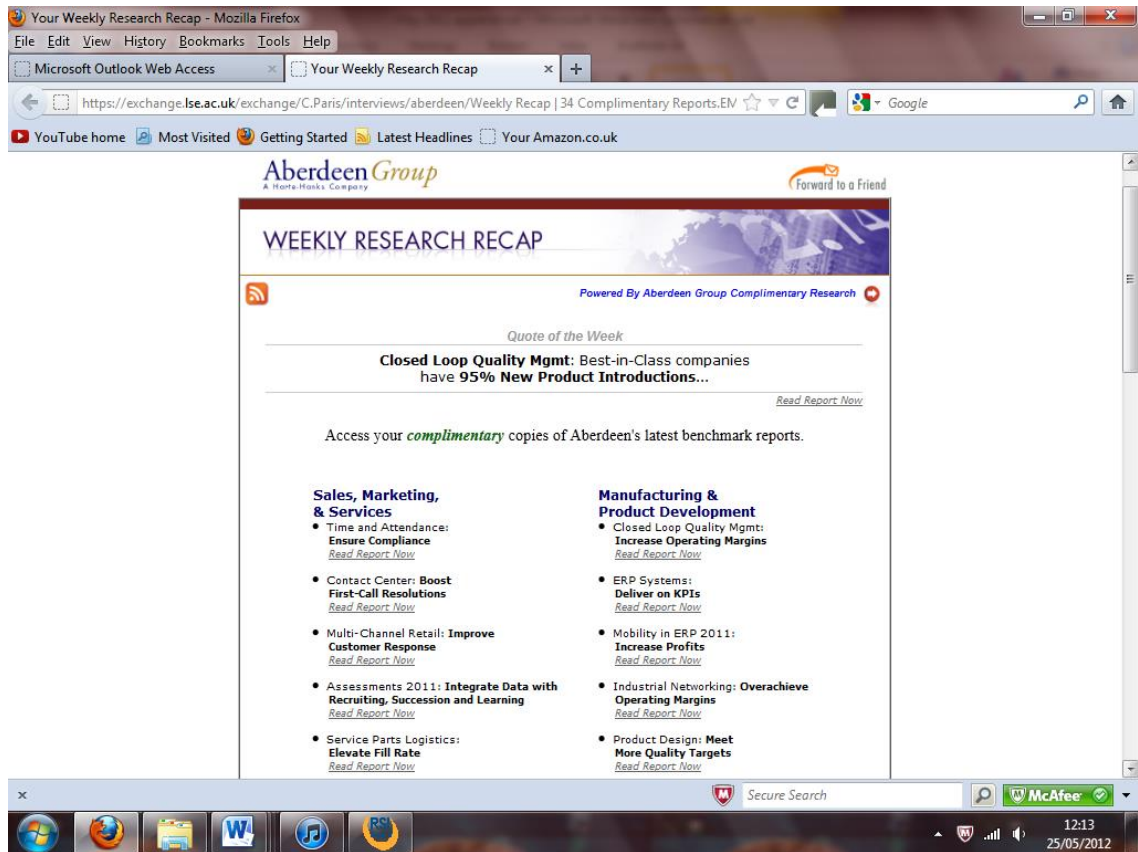 Your Weekly Research Recap - Mozilla Firefox
File Edit View History Bookmarks Tools Help
Microsoft Outlook Web Access
Your Weekly Research Recap
https://exchange.lse.ac.uk/exchange/C.Paris/interviews/aberdeen/Weekly Recap | 34 Complimentary Reports.EM
Google
YouTube home Most Visited Getting Started Latest Headlines Your Amazon.co.uk
Aberdeen Group
A Harte-Hanks Company
Forward to a Friend
WEEKLY RESEARCH RECAP
Powered By Aberdeen Group Complimentary Research
Quote of the Week
Closed Loop Quality Mgmt: Best-in-Class companies
have 95% New Product Introductions...
Read Report Now
Access your complimentary copies of Aberdeen's latest benchmark reports.
Sales, Marketing,
& Services
• Time and Attendance:
Ensure Compliance
Read Report Now
• Contact Center: Boost
First-Call Resolutions
Read Report Now
• Multi-Channel Retail: Improve
Customer Response
Read Report Now
• Assessments 2011: Integrate Data with
Recruiting, Succession and Learning
Read Report Now
• Service Parts Logistics:
Elevate Fill Rate
Read Report Now
Manufacturing &
Product Development
• Closed Loop Quality Mgmt:
Increase Operating Margins
Read Report Now
• ERP Systems:
Deliver on KPIs
Read Report Now
• Mobility in ERP 2011:
Increase Profits
Read Report Now
• Industrial Networking: Overachieve
Operating Margins
Read Report Now
• Product Design: Meet
More Quality Targets
Read Report Now
Secure Search
McAfee
RSI
12:13
25/05/2012